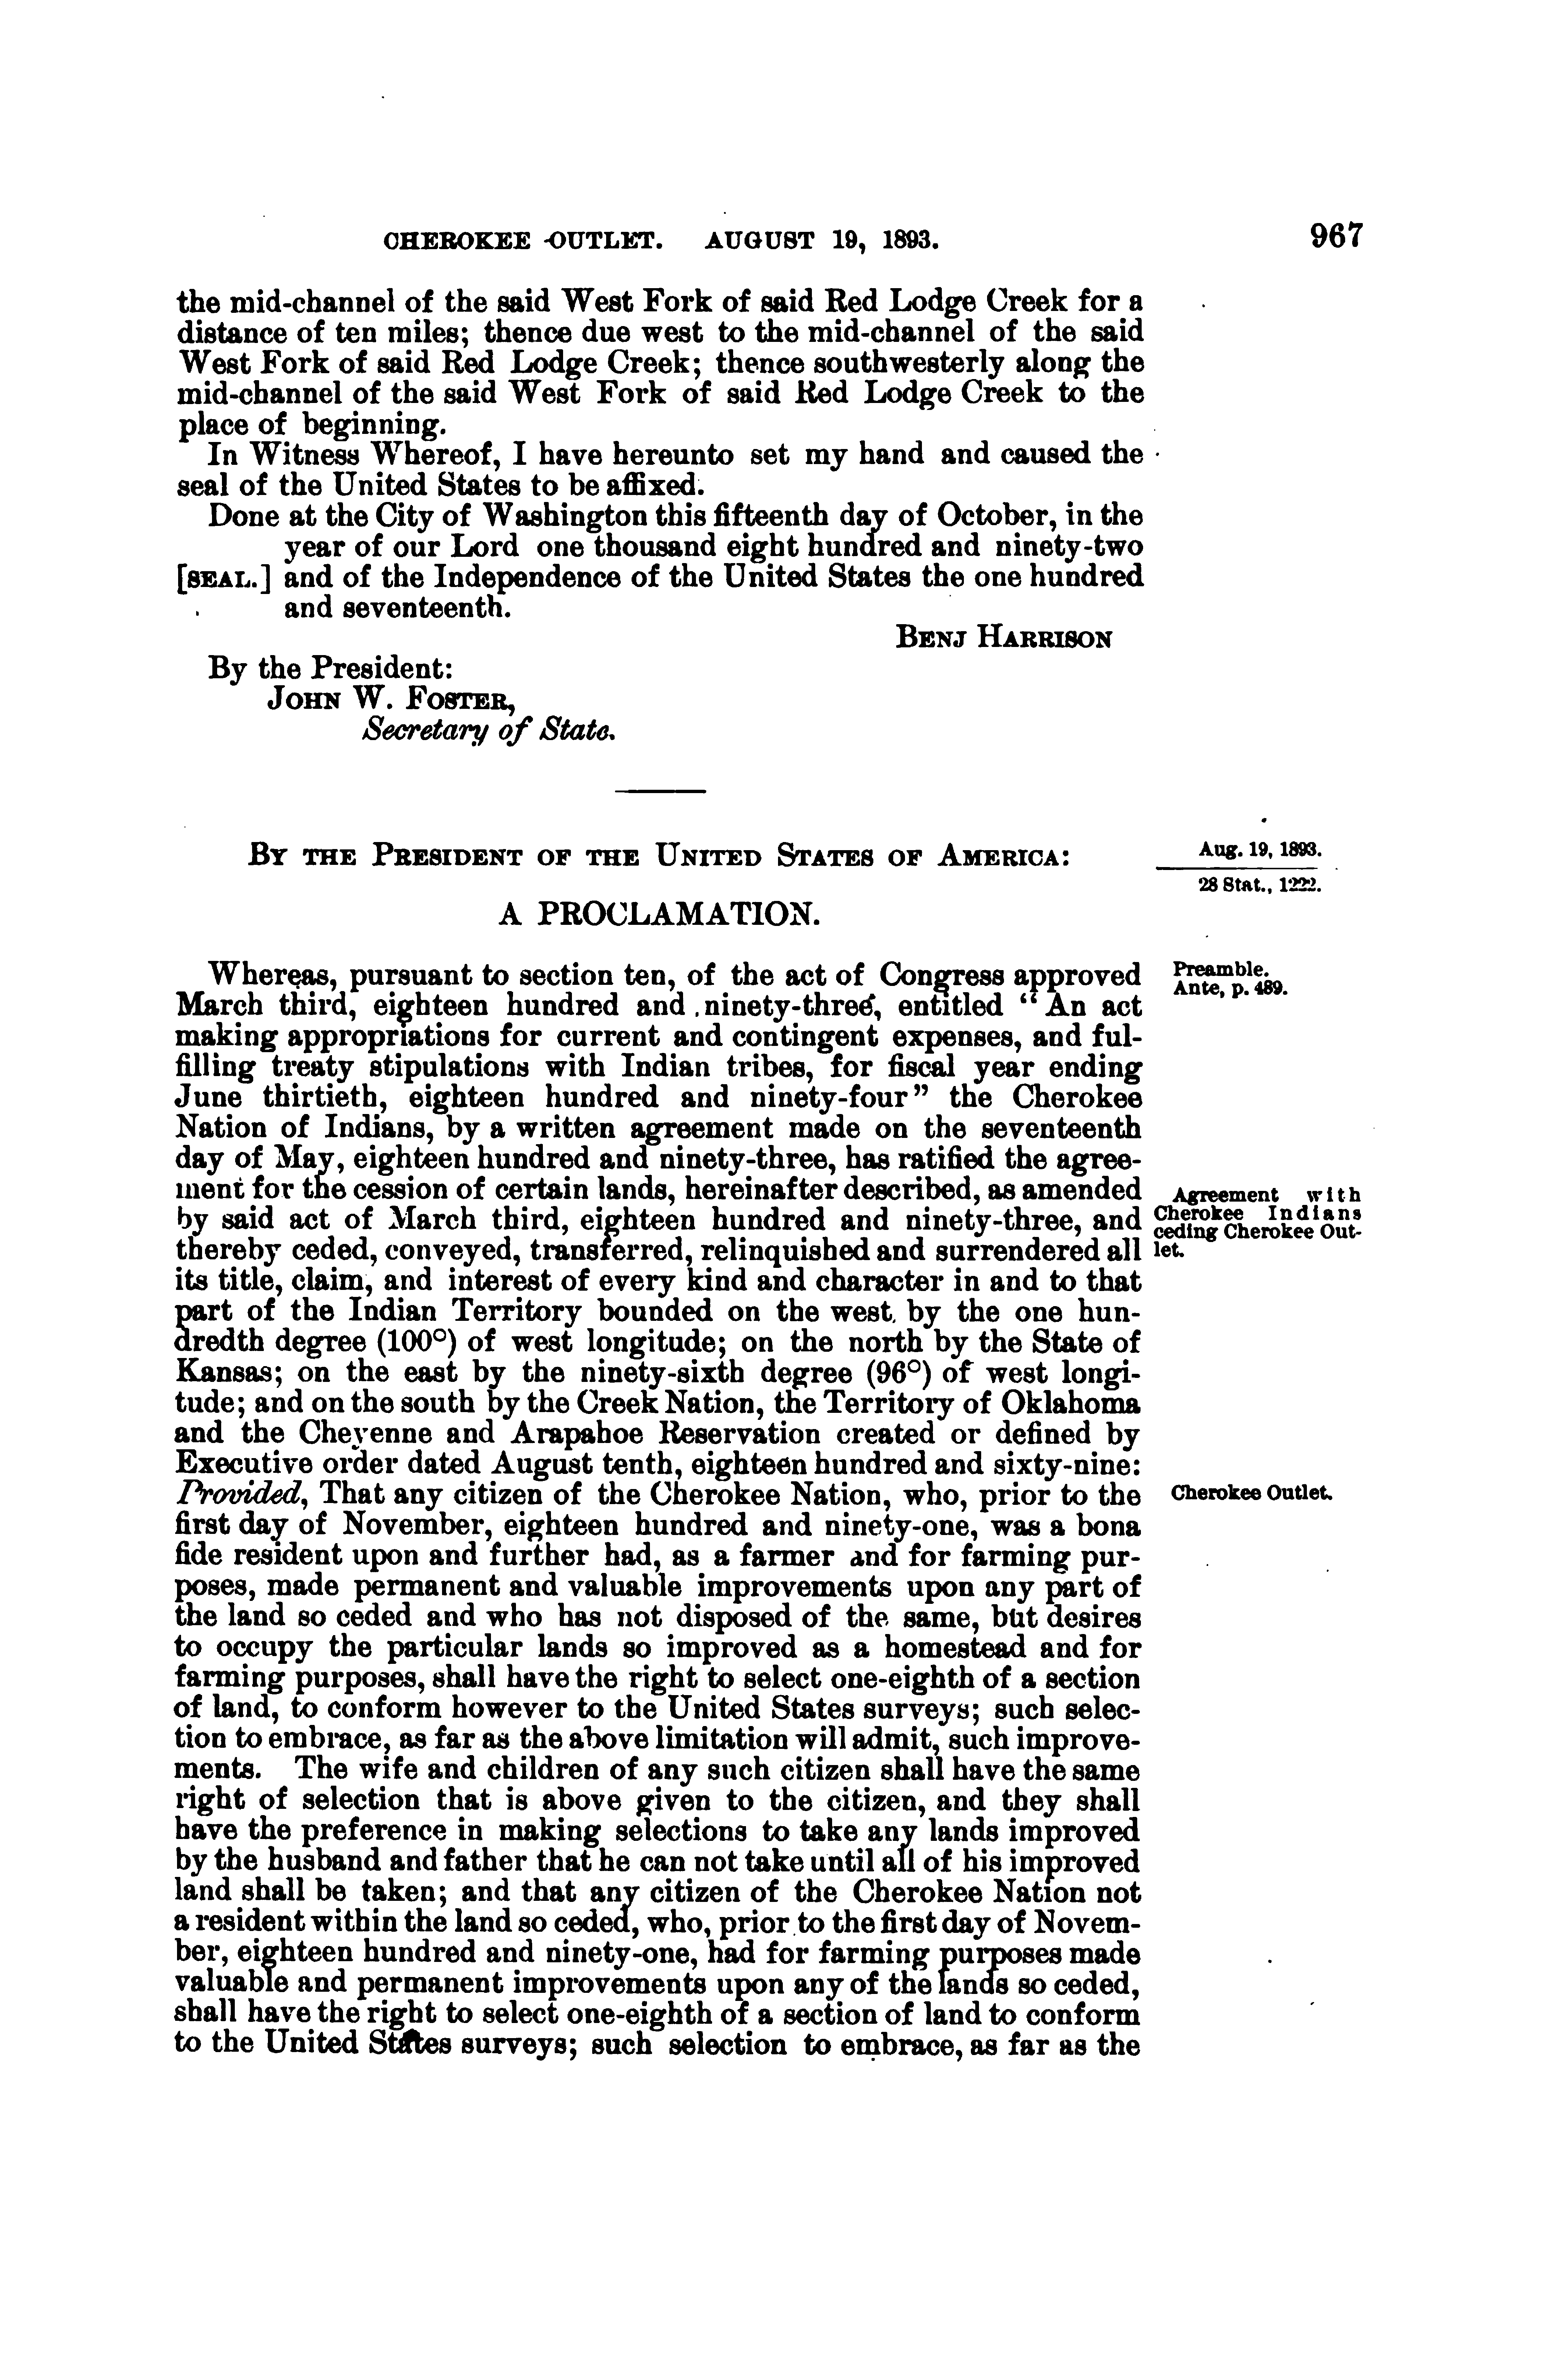 CHEROKEE OUTLET. AUGUST 19, 1893. 967
the mid-channel of the said West Fork of said Red Lodge Creek for a
distance of ten miles; thence due west to the mid-channel of the said
West Fork of said Red Lodge Creek; thence southwesterly along the
mid-channel of the said West Fork of said Red Lodge Creek to the
place of beginning.
In Witness Whereof, I have hereunto set my hand and caused the
seal of the United States to be affixed.
Done at the City of Washington this fifteenth day of October, in the
year of our Lord one thousand eight hundred and ninety-two
[SEAL.] and of the Independence of the United States the one hundred
and seventeenth.
BENJ HARRISON
By the President:
JOHN W. FOSTER,
Secretary of State.
BY THE PRESIDENT OF THE UNITED STATES OF AMERICA:
Aug. 19, 1893.
28 Stat., 1222.
A PROCLAMATION.
Whereas, pursuant to section ten, of the act of Congress approved
Preamble.
Ante, p. 489.
March third, eighteen hundred and ninety-three, entitled “An act
making appropriations for current and contingent expenses, and ful-
filling treaty stipulations with Indian tribes, for fiscal year ending
June thirtieth, eighteen hundred and ninety-four” the Cherokee
Nation of Indians, by a written agreement made on the seventeenth
day of May, eighteen hundred and ninety-three, has ratified the agree-
ment for the cession of certain lands, hereinafter described, as amended
by said act of March third, eighteen hundred and ninety-three, and
thereby ceded, conveyed, transferred, relinquished and surrendered all
Agreement with
Cherokee Indians
ceding Cherokee Out-
let.
its title, claim, and interest of every kind and character in and to that
part of the Indian Territory bounded on the west, by the one hun-
dredth degree (100°) of west longitude; on the north by the State of
Kansas; on the east by the ninety-sixth degree (96°) of west longi-
tude; and on the south by the Creek Nation, the Territory of Oklahoma
and the Cheyenne and Arapahoe Reservation created or defined by
Executive order dated August tenth, eighteen hundred and sixty-nine:
Provided, That any citizen of the Cherokee Nation, who, prior to the
Cherokee Outlet.
first day of November, eighteen hundred and ninety-one, was a bona
fide resident upon and further had, as a farmer and for farming pur-
poses, made permanent and valuable improvements upon any part of
the land so ceded and who has not disposed of the same, but desires
to occupy the particular lands so improved as a homestead and for
farming purposes, shall have the right to select one-eighth of a section
of land, to conform however to the United States surveys; such selec-
tion to embrace, as far as the above limitation will admit, such improve-
ments. The wife and children of any such citizen shall have the same
right of selection that is above given to the citizen, and they shall
have the preference in making selections to take any lands improved
by the husband and father that he can not take until all of his improved
land shall be taken; and that any citizen of the Cherokee Nation not
a resident within the land so ceded, who, prior to the first day of Novem-
ber, eighteen hundred and ninety-one, had for farming purposes made
valuable and permanent improvements upon any of the lands so ceded,
shall have the right to select one-eighth of a section of land to conform
to the United States surveys; such selection to embrace, as far as the